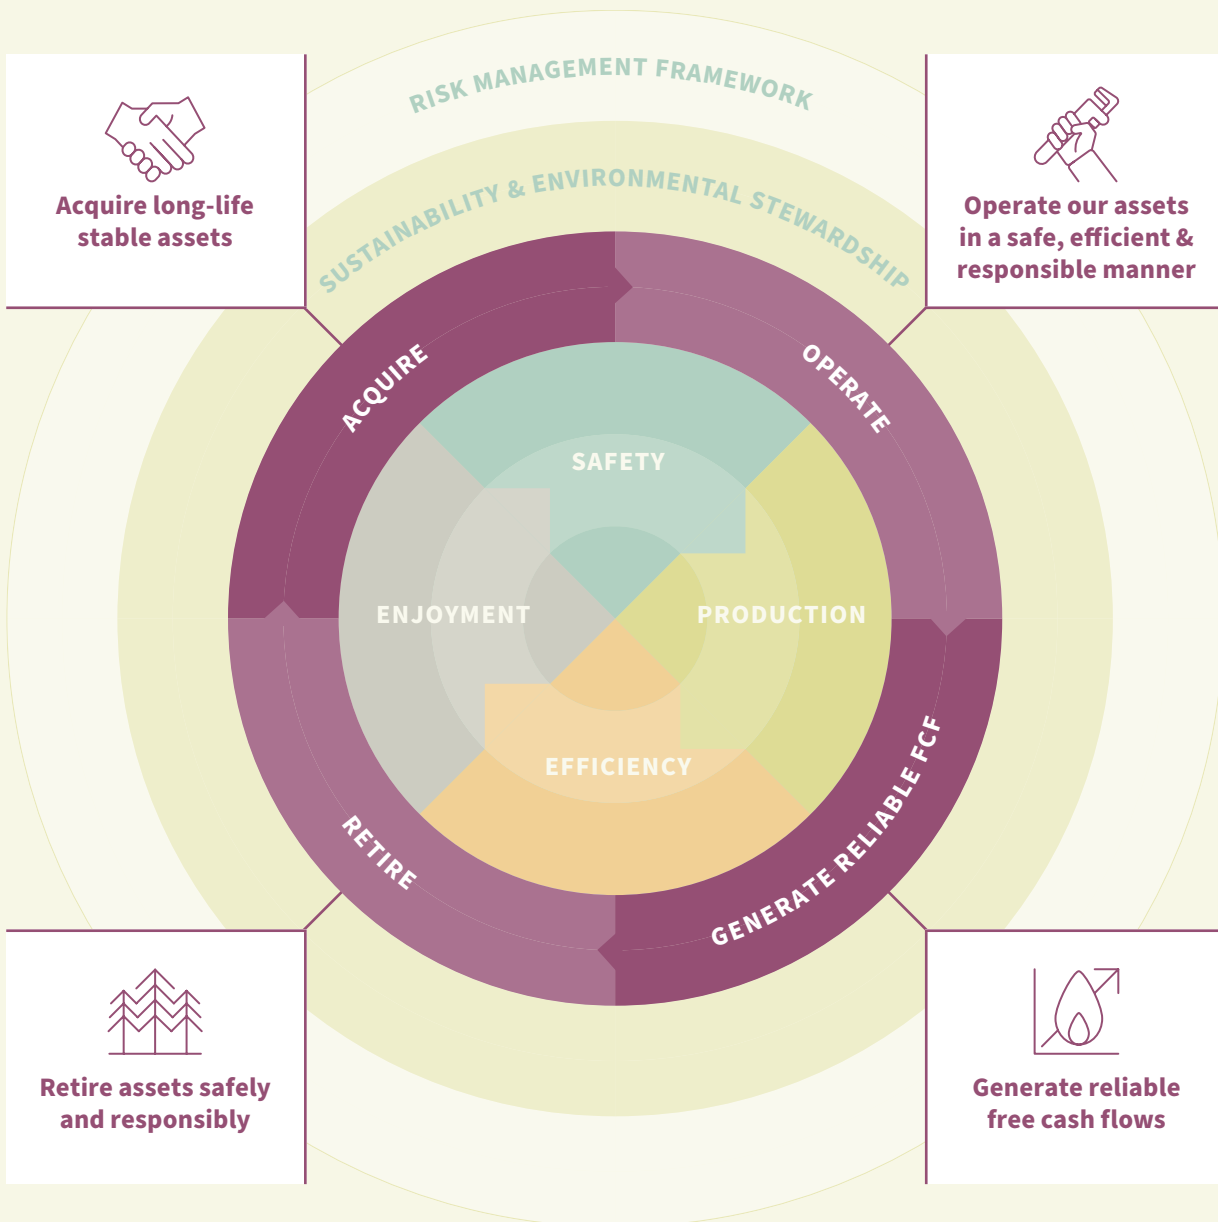 RISK MANAGEMENT FRAMEWORK
SUSTAINABILITY & ENVIRONMENTAL STEWARDSHIP
Acquire long-life
stable assets
Operate our assets
in a safe, efficient &
responsible manner
ACQUIRE
OPERATE
SAFETY
ENJOYMENT
PRODUCTION
EFFICIENCY
RETIRE
GENERATE RELIABLE FCF
Retire assets safely
and responsibly
Generate reliable
free cash flows